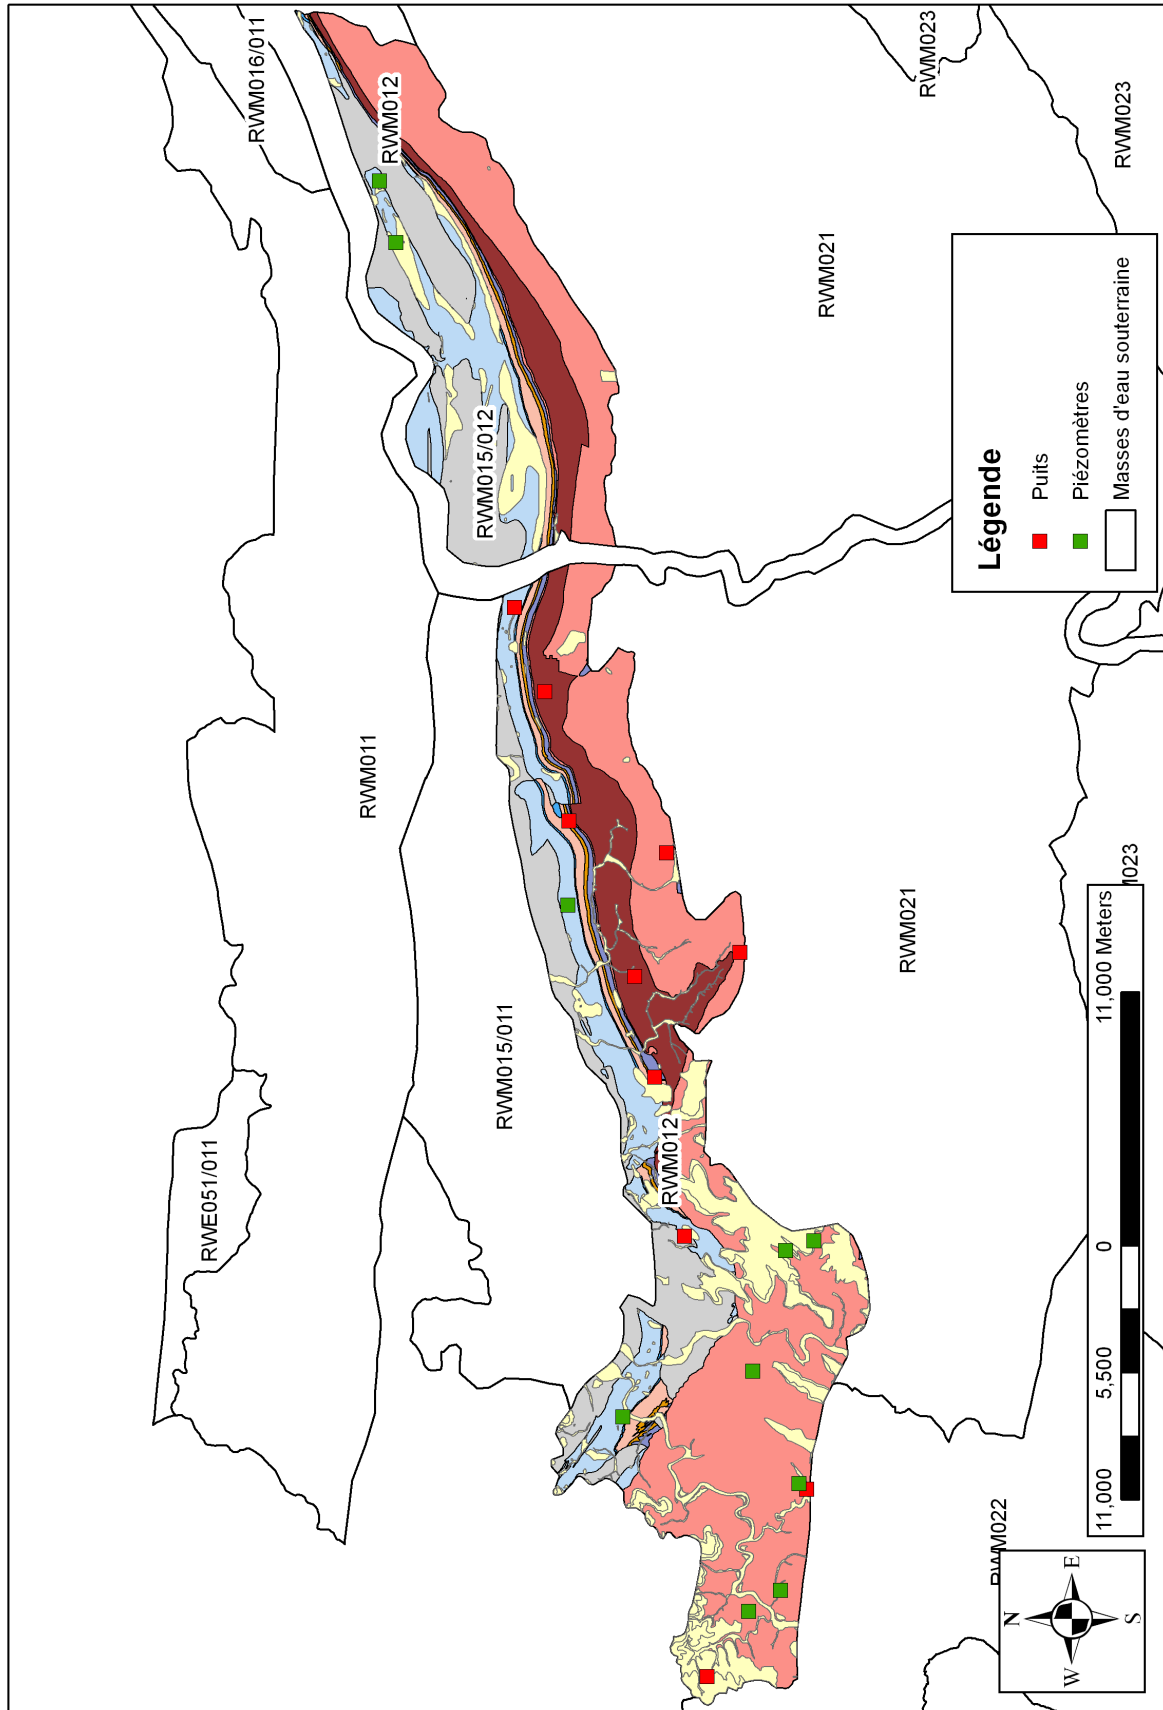 RWE051/011
RWM011
RWM016/011
RWM012
RWM023
RWM015/011
RWM015/012
RWM012
RWM021
RWM021
RWM023
RWM022
M023
N
W
E
S
11,000 5,500 0 11,000 Meters
Légende
Puits
Piézomètres
Masses d'eau souterraine